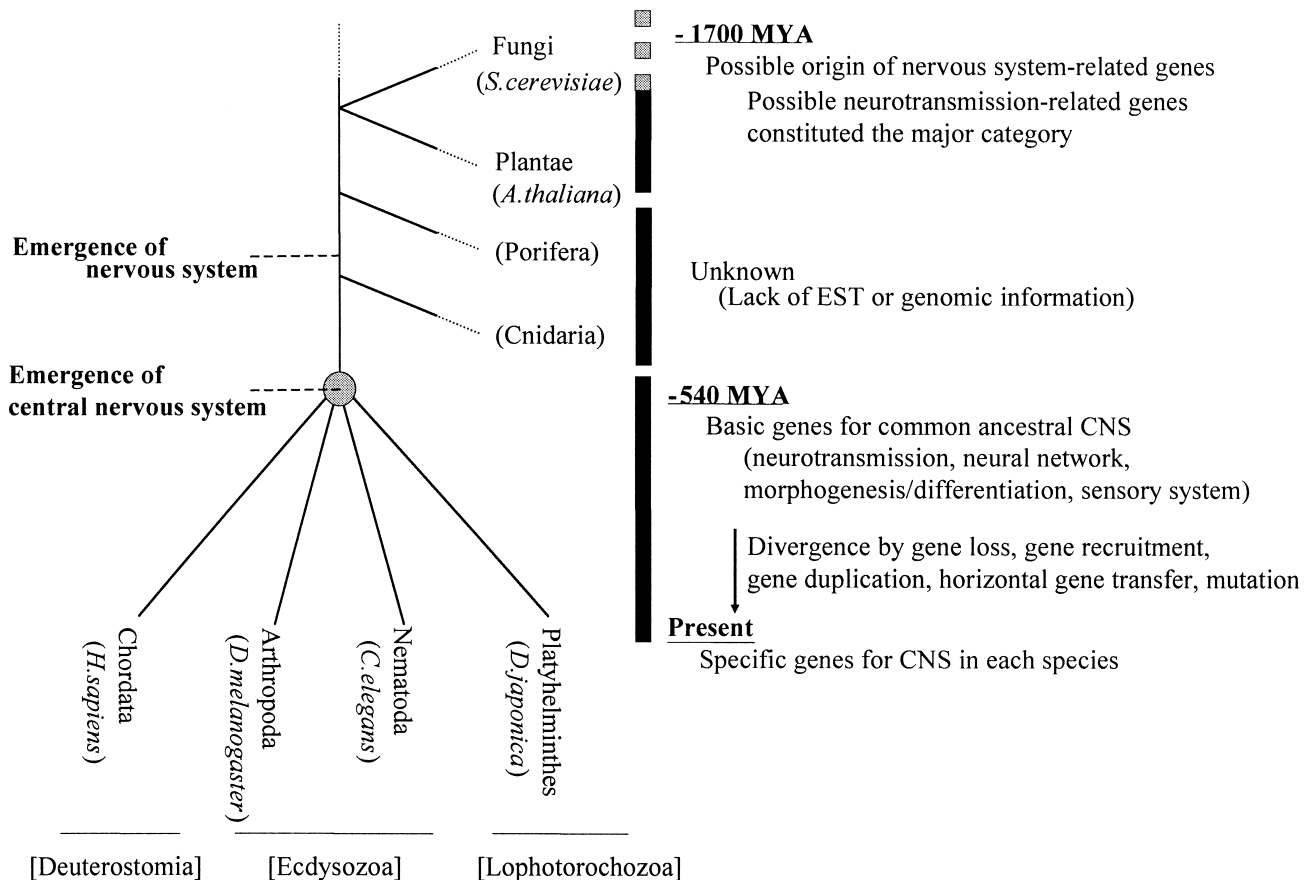 Fungi
(S.cerevisiae)
Plantae
(A.thaliana)
(Porifera)
(Cnidaria)
Emergence of
nervous system
Emergence of
central nervous system
- 1700 MYA
Possible origin of nervous system-related genes
Possible neurotransmission-related genes
constituted the major category
Unknown
(Lack of EST or genomic information)
-540 MYA
Basic genes for common ancestral CNS
(neurotransmission, neural network,
morphogenesis/differentiation, sensory system)
Divergence by gene loss, gene recruitment,
gene duplication, horizontal gene transfer, mutation
Present
Specific genes for CNS in each species
Chordata
(H.sapiens)
Arthropoda
(D.melanogaster)
Nematoda
(C.elegans)
Platyhelminthes
(D.japonica)
[Deuterostomia]
[Ecdysozoa]
[Lophotorochozoa]